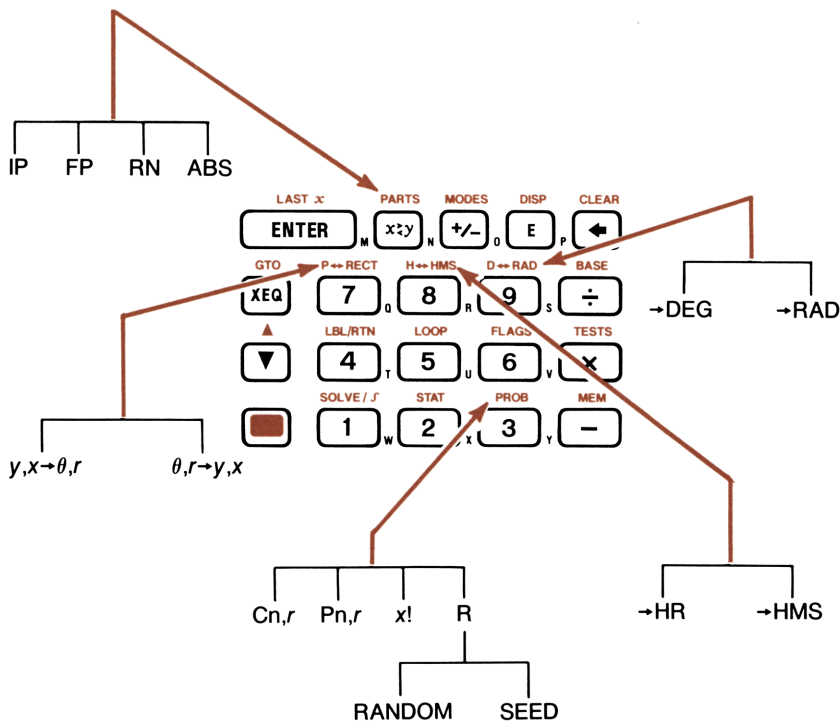 IP FP RN ABS
LAST x PARTS MODES DISP CLEAR
ENTER M x≷y N +/− O E P ←
GTO P↔RECT H↔HMS D↔RAD BASE
XEQ 7 Q 8 R 9 S ÷
→DEG →RAD
▲ LBL/RTN LOOP FLAGS TESTS
▼ 4 T 5 U 6 V ×
SOLVE/∫ STAT PROB MEM
1 W 2 X 3 Y −
y,x→θ,r θ,r→y,x
Cn,r Pn,r x! R
→HR →HMS
RANDOM SEED